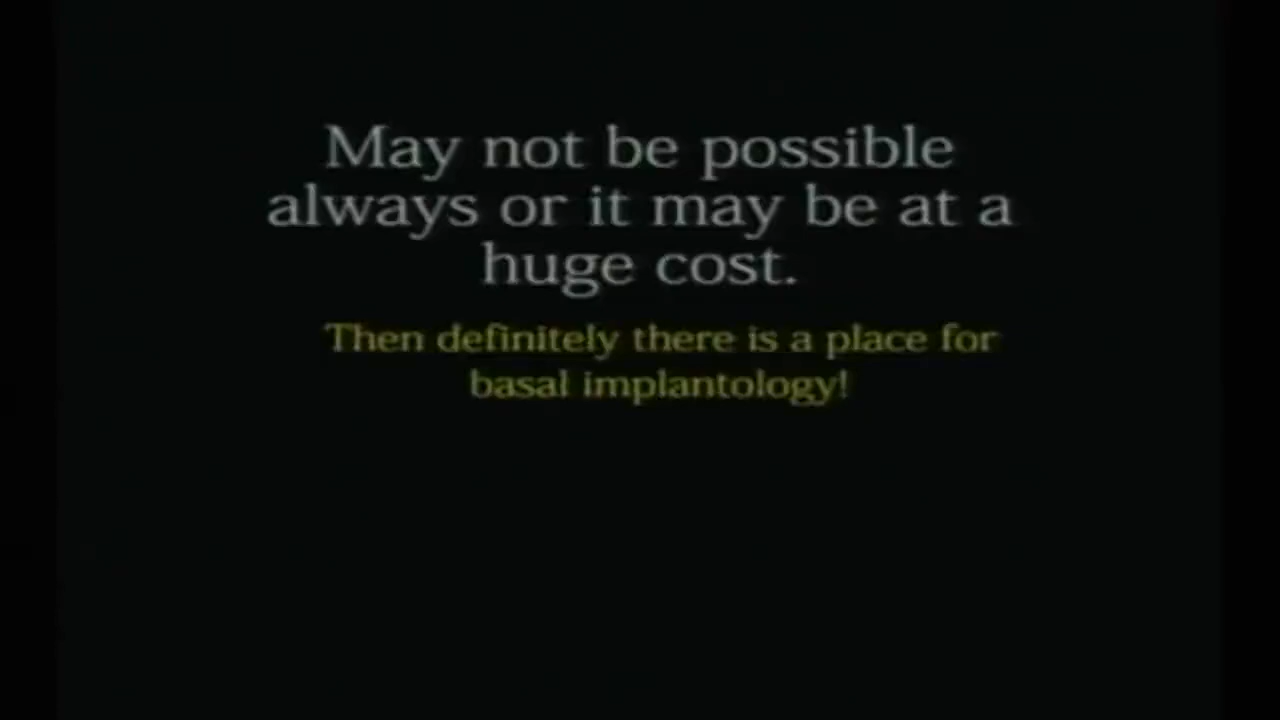 May not be possible
always or it may be at a
huge cost.
Then definitely there is a place for
basal implantology!